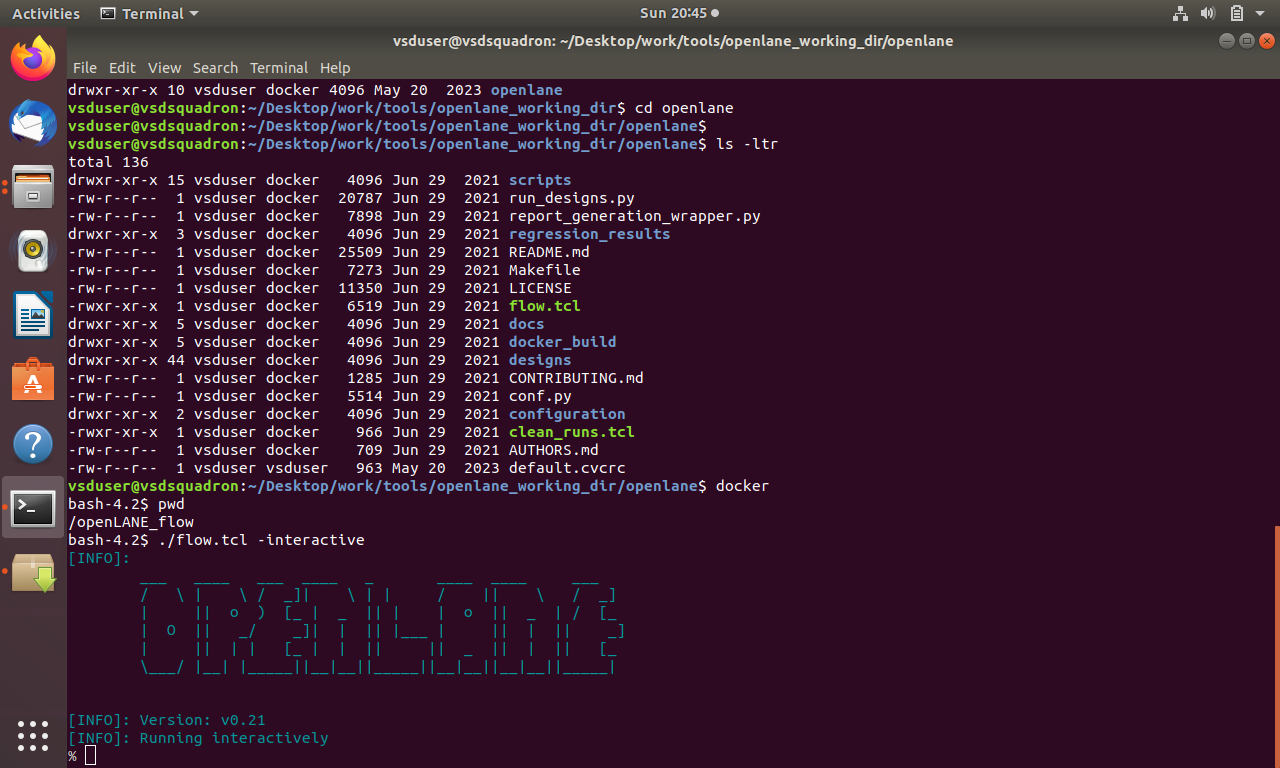 Activities Terminal Sun 20:45
vsduser@vsdsquadron: ~/Desktop/work/tools/openlane_working_dir/openlane
File Edit View Search Terminal Help
drwxr-xr-x 10 vsduser docker 4096 May 20  2023 openlane
vsduser@vsdsquadron:~/Desktop/work/tools/openlane_working_dir$ cd openlane
vsduser@vsdsquadron:~/Desktop/work/tools/openlane_working_dir/openlane$
vsduser@vsdsquadron:~/Desktop/work/tools/openlane_working_dir/openlane$ ls -ltr
total 136
drwxr-xr-x 15 vsduser docker   4096 Jun 29  2021 scripts
-rw-r--r--  1 vsduser docker  20787 Jun 29  2021 run_designs.py
-rw-r--r--  1 vsduser docker   7898 Jun 29  2021 report_generation_wrapper.py
drwxr-xr-x  3 vsduser docker   4096 Jun 29  2021 regression_results
-rw-r--r--  1 vsduser docker  25509 Jun 29  2021 README.md
-rw-r--r--  1 vsduser docker   7273 Jun 29  2021 Makefile
-rw-r--r--  1 vsduser docker  11350 Jun 29  2021 LICENSE
-rwxr-xr-x  1 vsduser docker   6519 Jun 29  2021 flow.tcl
drwxr-xr-x  5 vsduser docker   4096 Jun 29  2021 docs
drwxr-xr-x  5 vsduser docker   4096 Jun 29  2021 docker_build
drwxr-xr-x 44 vsduser docker   4096 Jun 29  2021 designs
-rw-r--r--  1 vsduser docker   1285 Jun 29  2021 CONTRIBUTING.md
-rw-r--r--  1 vsduser docker   5514 Jun 29  2021 conf.py
drwxr-xr-x  2 vsduser docker   4096 Jun 29  2021 configuration
-rwxr-xr-x  1 vsduser docker    966 Jun 29  2021 clean_runs.tcl
-rw-r--r--  1 vsduser docker    709 Jun 29  2021 AUTHORS.md
-rw-r--r--  1 vsduser vsduser   963 May 20  2023 default.cvcrc
vsduser@vsdsquadron:~/Desktop/work/tools/openlane_working_dir/openlane$ docker
bash-4.2$ pwd
/openLANE_flow
bash-4.2$ ./flow.tcl -interactive
[INFO]:
OPENLANE
[INFO]: Version: v0.21
[INFO]: Running interactively
%